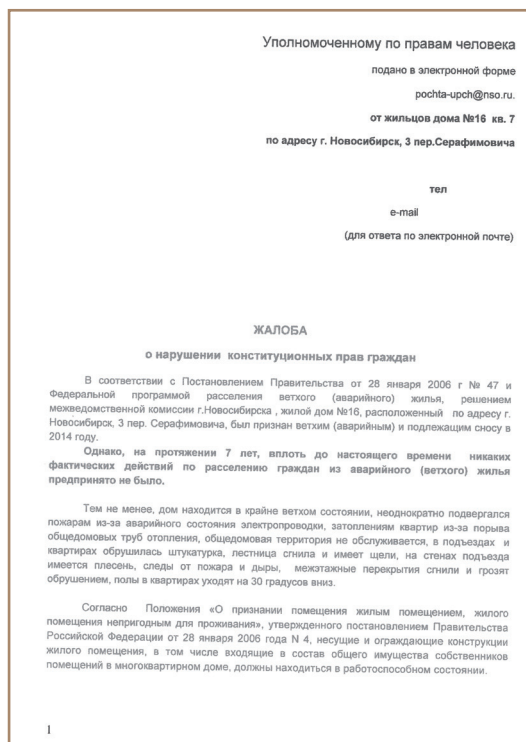 Уполномоченному по правам человека
подано в электронной форме
pochta-upch@nso.ru.
от жильцов дома №16 кв. 7
по адресу г. Новосибирск, 3 пер.Серафимовича
тел
e-mail
(для ответа по электронной почте)
ЖАЛОБА
о нарушении конституционных прав граждан
В соответствии с Постановлением Правительства от 28 января 2006 г № 47 и
Федеральной программой расселения ветхого (аварийного) жилья, решением
межведомственной комиссии г.Новосибирска , жилой дом №16, расположенный по адресу г.
Новосибирск, 3 пер. Серафимовича, был признан ветхим (аварийным) и подлежащим сносу в
2014 году.
Однако, на протяжении 7 лет, вплоть до настоящего времени никаких
фактических действий по расселению граждан из аварийного (ветхого) жилья
предпринято не было.
Тем не менее, дом находится в крайне ветхом состоянии, неоднократно подвергался
пожарам из-за аварийного состояния электропроводки, затоплениям квартир из-за порыва
общедомовых труб отопления, общедомовая территория не обслуживается, в подъездах и
квартирах обрушилась штукатурка, лестница сгнила и имеет щели, на стенах подъезда
имеется плесень, следы от пожара и дыры, межэтажные перекрытия сгнили и грозят
обрушением, полы в квартирах уходят на 30 градусов вниз.
Согласно Положения «О признании помещения жилым помещением, жилого
помещения непригодным для проживания», утвержденного постановлением Правительства
Российской Федерации от 28 января 2006 года N 4, несущие и ограждающие конструкции
жилого помещения, в том числе входящие в состав общего имущества собственников
помещений в многоквартирном доме, должны находиться в работоспособном состоянии.
1